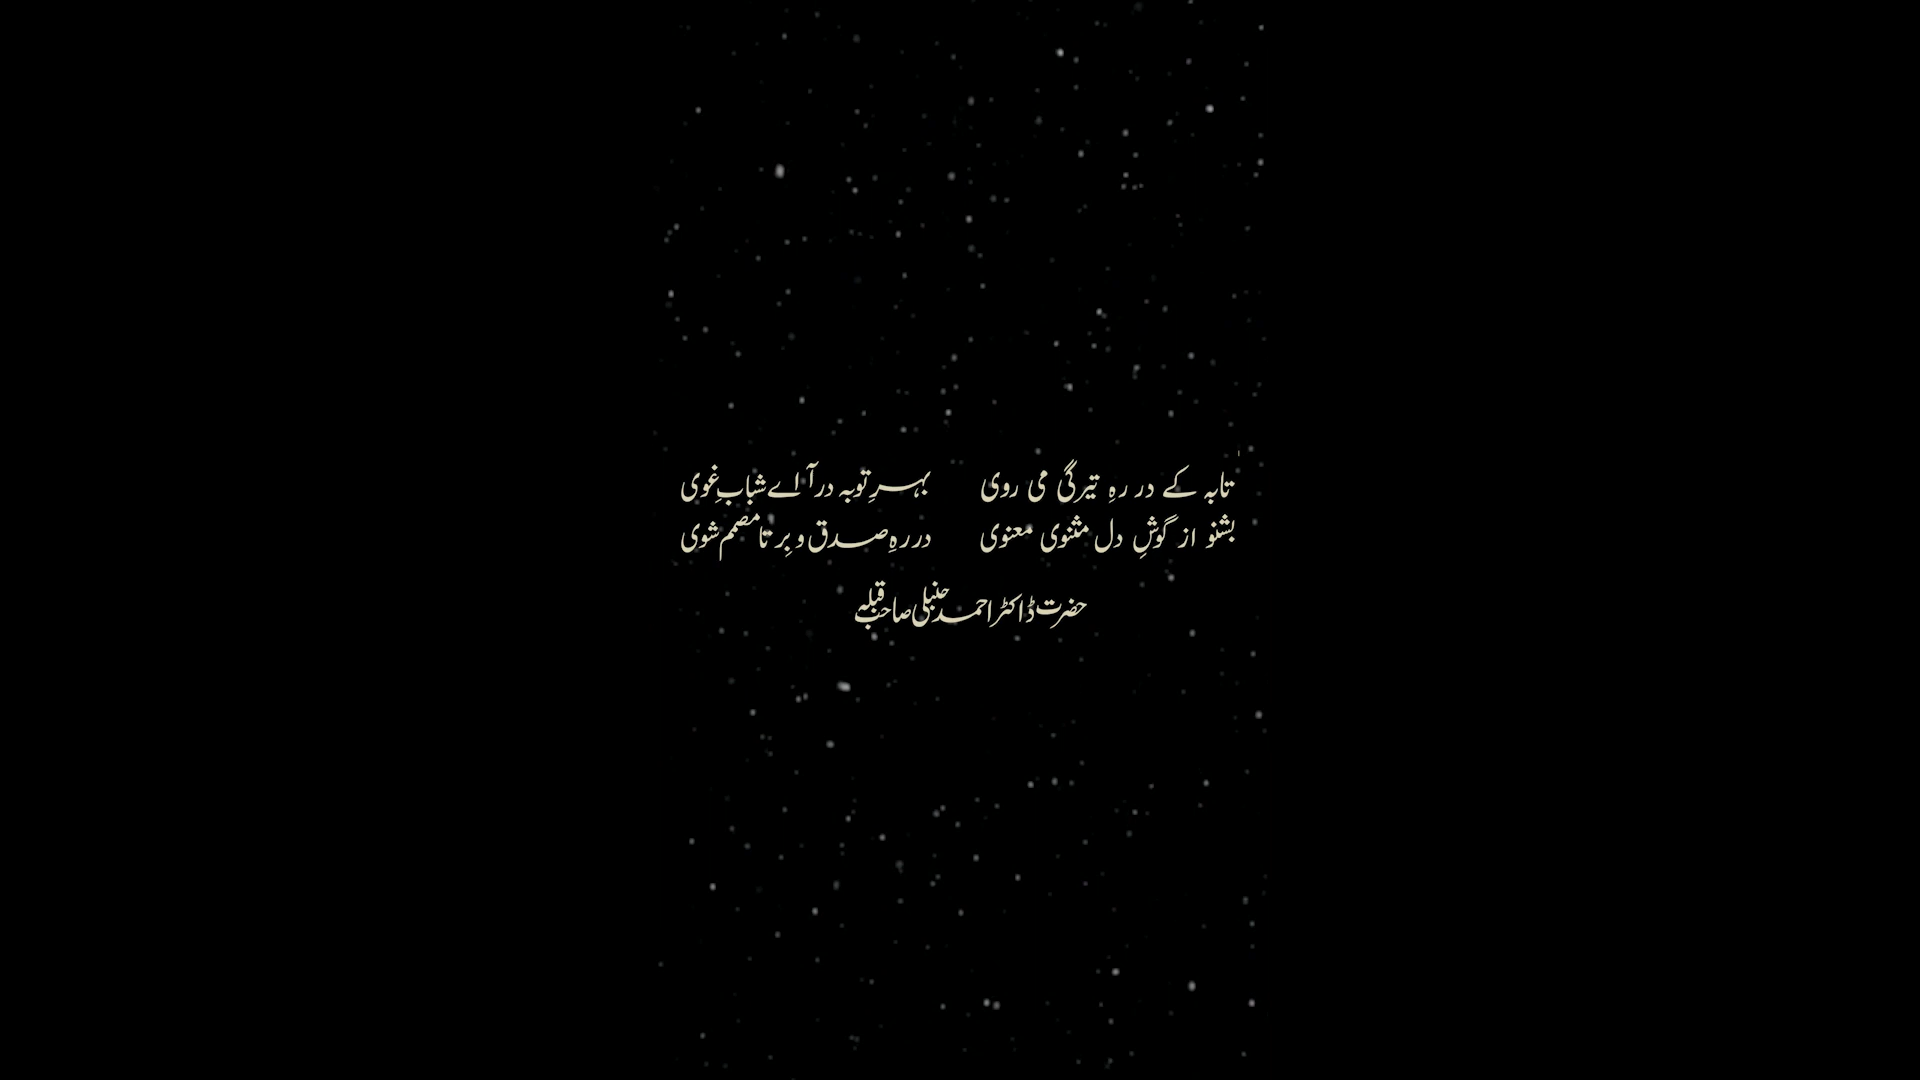 تابہ کے در رہِ تیرگی می روی بہرِ توبہ درآ اے شبابِ غوی
بشنو از گوشِ دل مثنوی معنوی در رہِ صدق و بِر تا مصمم شوی
حضرت ڈاکٹر احمد حنبلی صاحب قبلہ